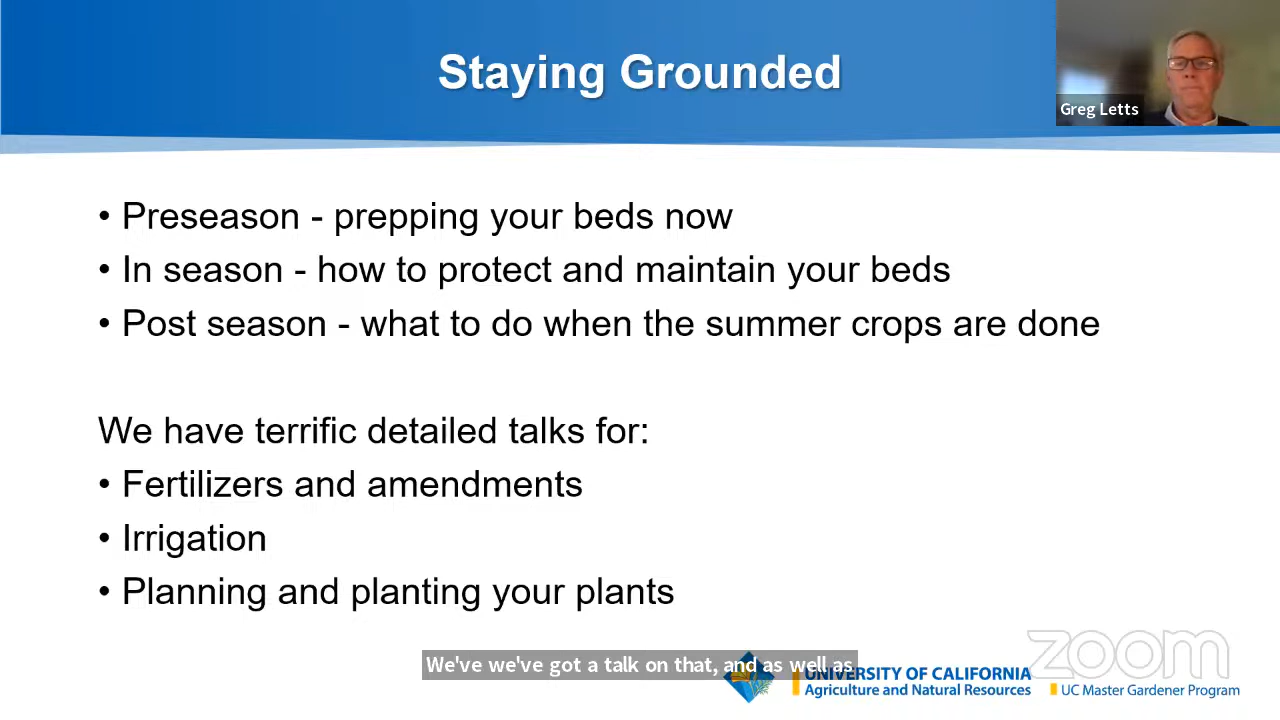 Staying Grounded
Greg Letts
• Preseason - prepping your beds now
• In season - how to protect and maintain your beds
• Post season - what to do when the summer crops are done
We have terrific detailed talks for:
• Fertilizers and amendments
• Irrigation
• Planning and planting your plants
We've we've got a talk on that, and as well as
zoom
UNIVERSITY OF CALIFORNIA
Agriculture and Natural Resources
UC Master Gardener Program